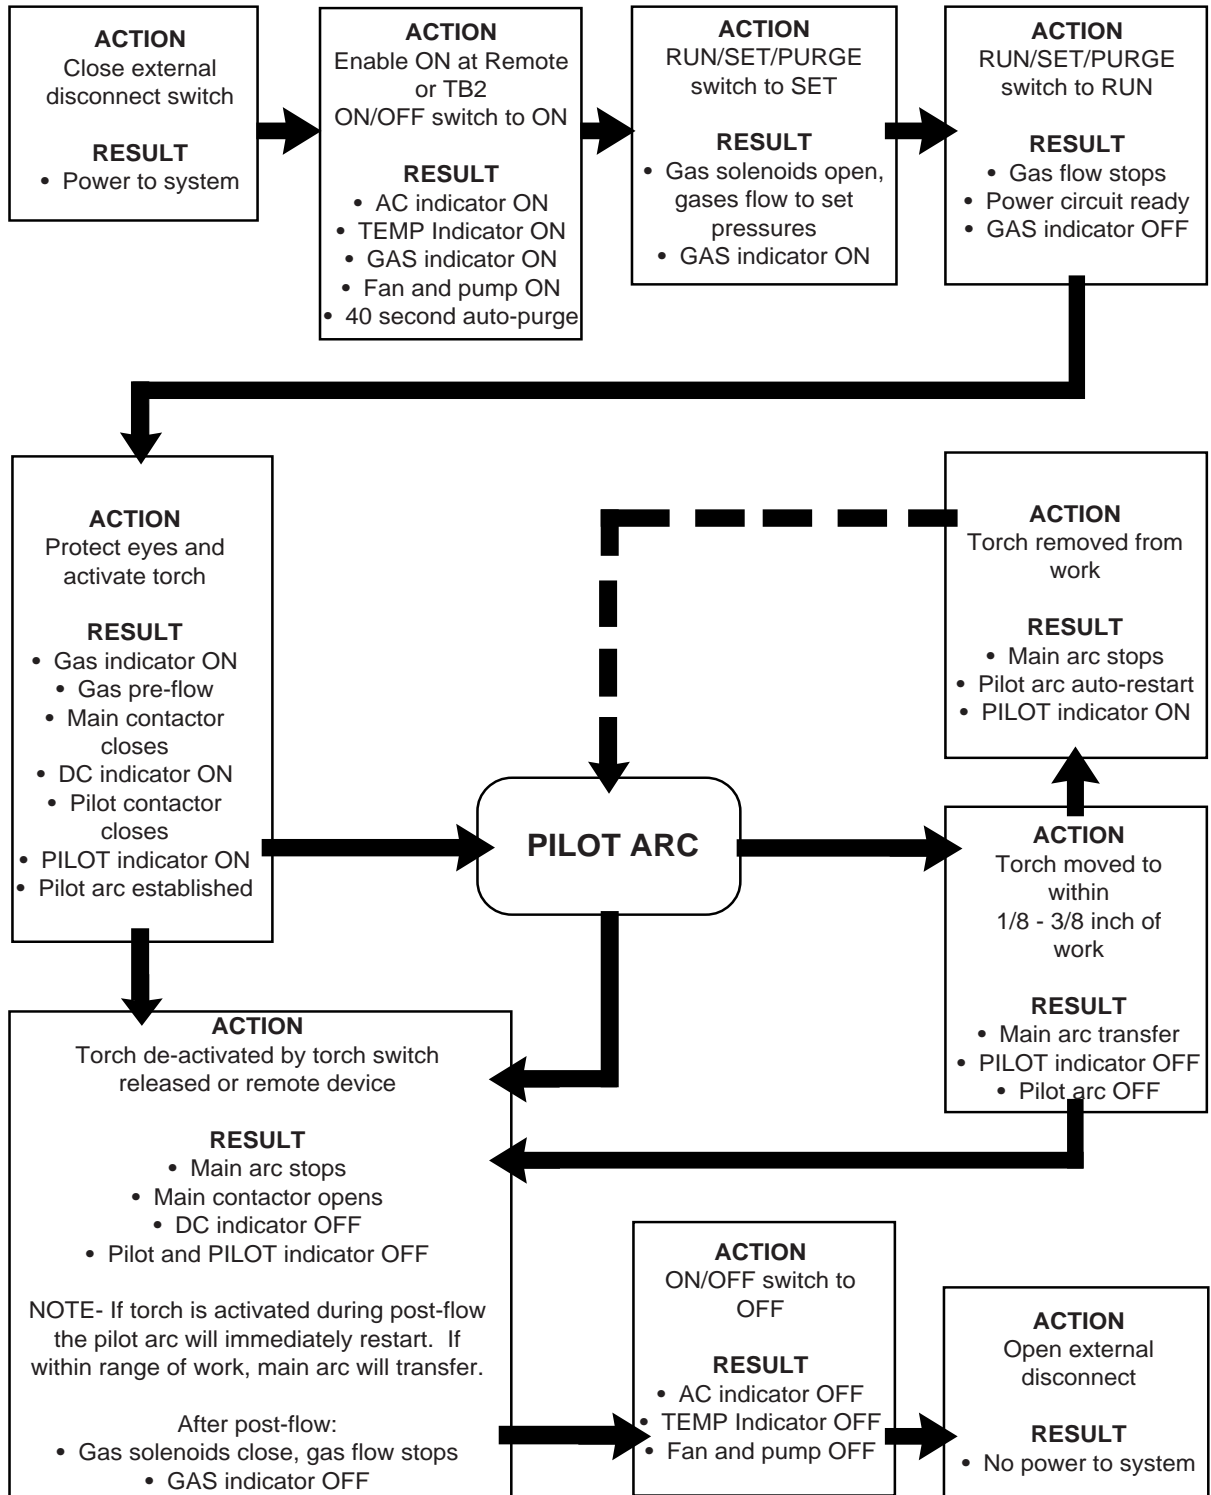 ACTION
Close external
disconnect switch
RESULT
• Power to system
ACTION
Enable ON at Remote
or TB2
ON/OFF switch to ON
RESULT
• AC indicator ON
• TEMP Indicator ON
• GAS indicator ON
• Fan and pump ON
• 40 second auto-purge
ACTION
RUN/SET/PURGE
switch to SET
RESULT
• Gas solenoids open,
gases flow to set
pressures
• GAS indicator ON
ACTION
RUN/SET/PURGE
switch to RUN
RESULT
• Gas flow stops
• Power circuit ready
• GAS indicator OFF
ACTION
Protect eyes and
activate torch
RESULT
• Gas indicator ON
• Gas pre-flow
• Main contactor
closes
• DC indicator ON
• Pilot contactor
closes
• PILOT indicator ON
• Pilot arc established
PILOT ARC
ACTION
Torch removed from
work
RESULT
• Main arc stops
• Pilot arc auto-restart
• PILOT indicator ON
ACTION
Torch moved to
within
1/8 - 3/8 inch of
work
RESULT
• Main arc transfer
• PILOT indicator OFF
• Pilot arc OFF
ACTION
Torch de-activated by torch switch
released or remote device
RESULT
• Main arc stops
• Main contactor opens
• DC indicator OFF
• Pilot and PILOT indicator OFF
NOTE- If torch is activated during post-flow
the pilot arc will immediately restart.  If
within range of work, main arc will transfer.
After post-flow:
• Gas solenoids close, gas flow stops
• GAS indicator OFF
ACTION
ON/OFF switch to
OFF
RESULT
• AC indicator OFF
• TEMP Indicator OFF
• Fan and pump OFF
ACTION
Open external
disconnect
RESULT
• No power to system